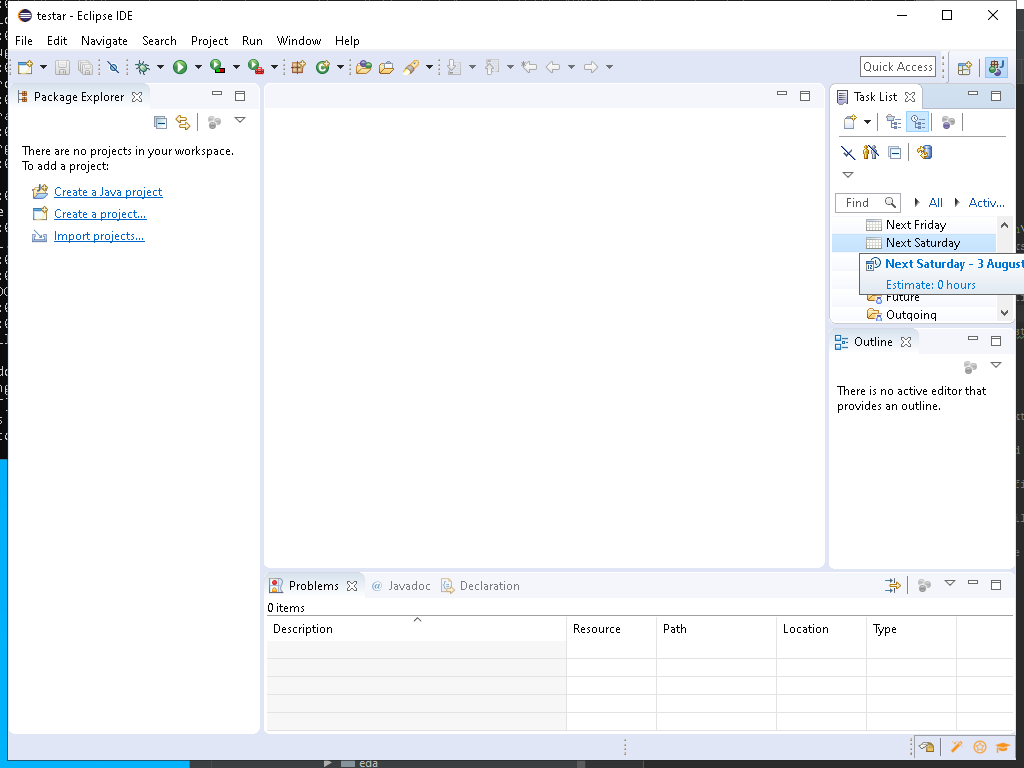 testar - Eclipse IDE
File Edit Navigate Search Project Run Window Help
Quick Access
Package Explorer
There are no projects in your workspace.
To add a project:
Create a Java project
Create a project...
Import projects...
Task List
Find All Activ...
Next Friday
Next Saturday
Next Saturday - 3 August
Estimate: 0 hours
Future
Outgoing
Outline
There is no active editor that
provides an outline.
Problems @ Javadoc Declaration
0 items
Description Resource Path Location Type
eda